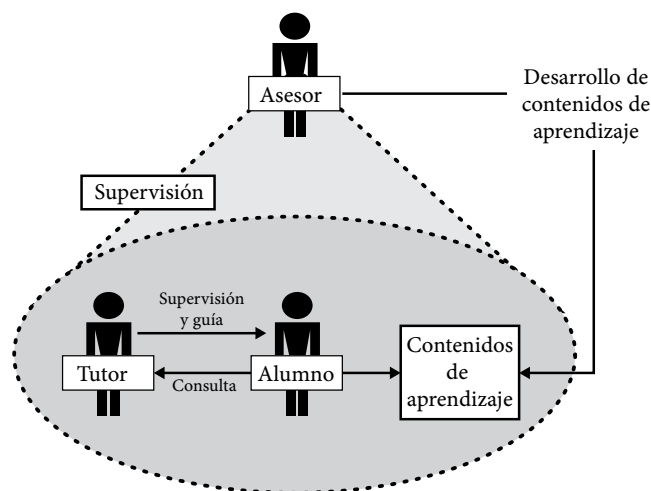 Asesor
Desarrollo de
contenidos de
aprendizaje
Supervisión
Supervisión
y guía
Tutor
Consulta
Alumno
Contenidos
de
aprendizaje